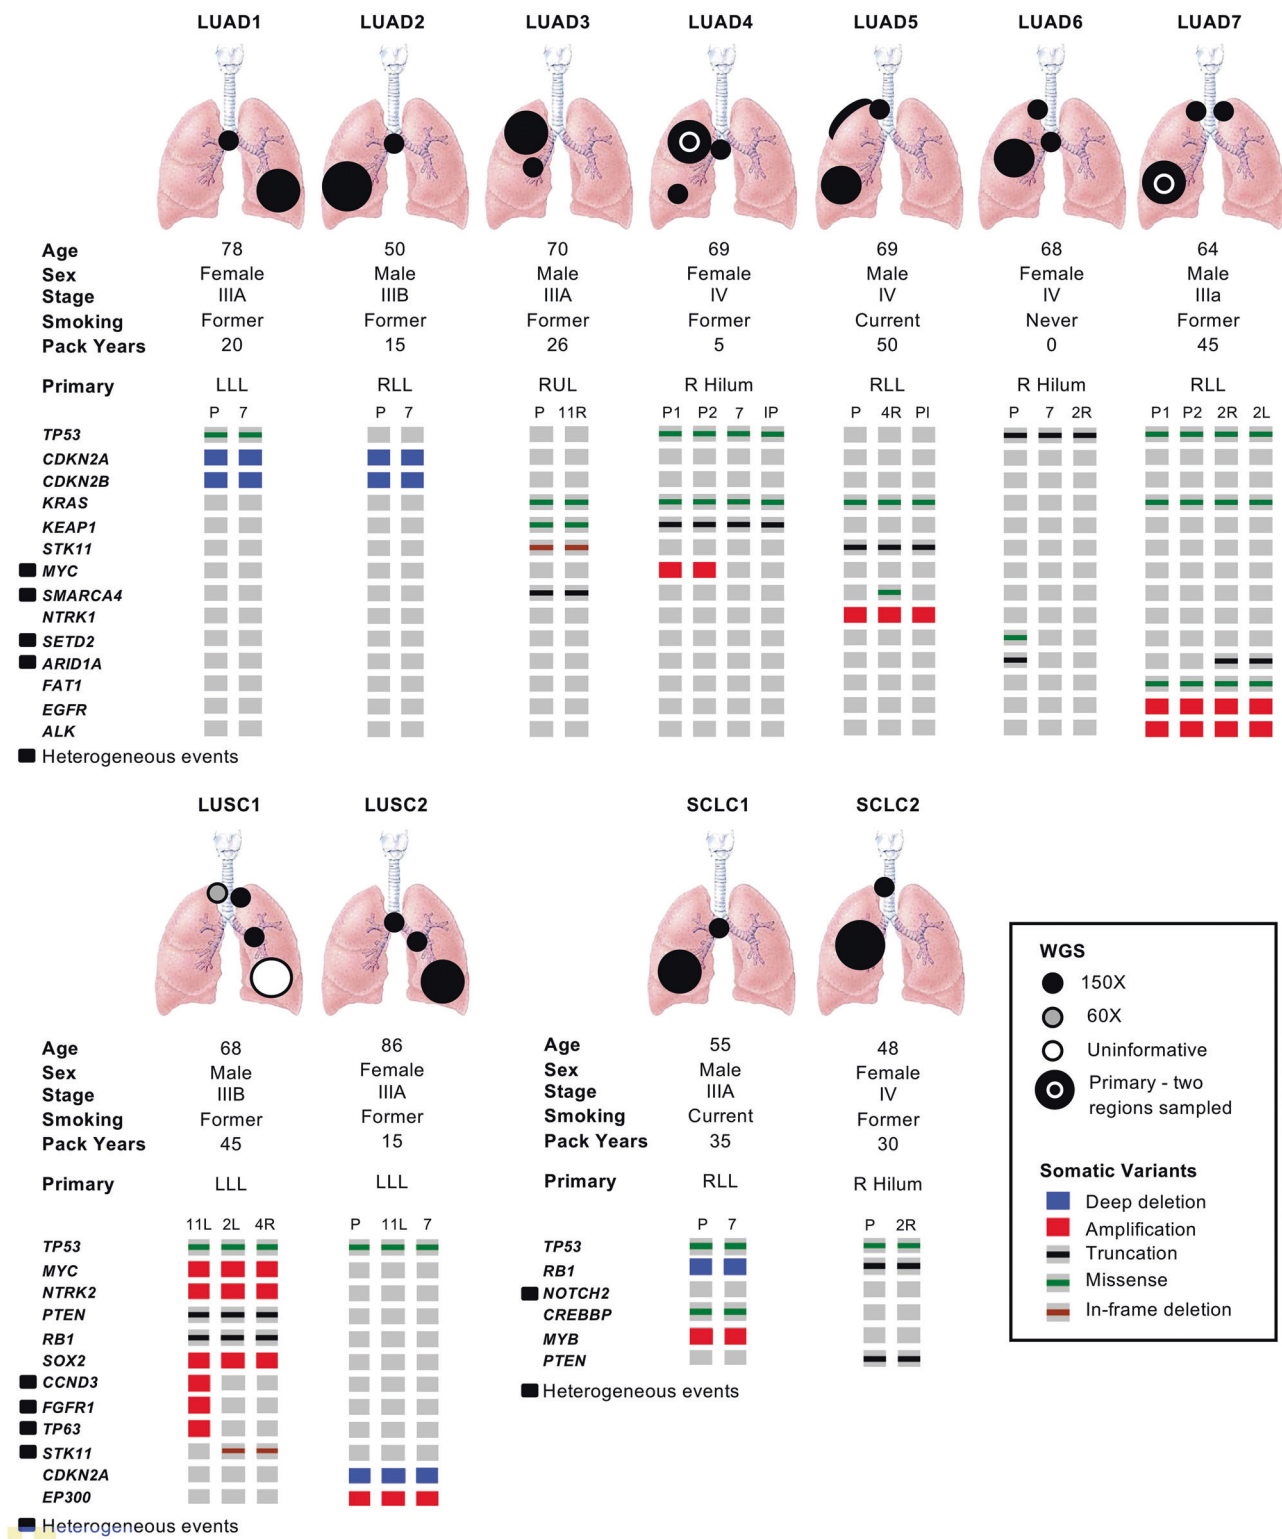 LUAD1 LUAD2 LUAD3 LUAD4 LUAD5 LUAD6 LUAD7
Age 78 50 70 69 69 68 64
Sex Female Male Male Female Male Female Male
Stage IIIA IIIB IIIA IV IV IV IIIa
Smoking Former Former Former Former Current Never Former
Pack Years 20 15 26 5 50 0 45
Primary LLL RLL RUL R Hilum RLL R Hilum RLL
P 7 P 7 P 11R P1 P2 7 IP P 4R PI P 7 2R P1 P2 2R 2L
TP53
CDKN2A
CDKN2B
KRAS
KEAP1
STK11
MYC
SMARCA4
NTRK1
SETD2
ARID1A
FAT1
EGFR
ALK
Heterogeneous events
LUSC1 LUSC2
Age 68 86
Sex Male Female
Stage IIIB IIIA
Smoking Former Former
Pack Years 45 15
Primary LLL LLL
11L 2L 4R P 11L 7
TP53
MYC
NTRK2
PTEN
RB1
SOX2
CCND3
FGFR1
TP63
STK11
CDKN2A
EP300
Heterogeneous events
SCLC1 SCLC2
Age 55 48
Sex Male Female
Stage IIIA IV
Smoking Current Former
Pack Years 35 30
Primary RLL R Hilum
P 7 P 2R
TP53
RB1
NOTCH2
CREBBP
MYB
PTEN
Heterogeneous events
WGS
150X
60X
Uninformative
Primary - two
regions sampled
Somatic Variants
Deep deletion
Amplification
Truncation
Missense
In-frame deletion